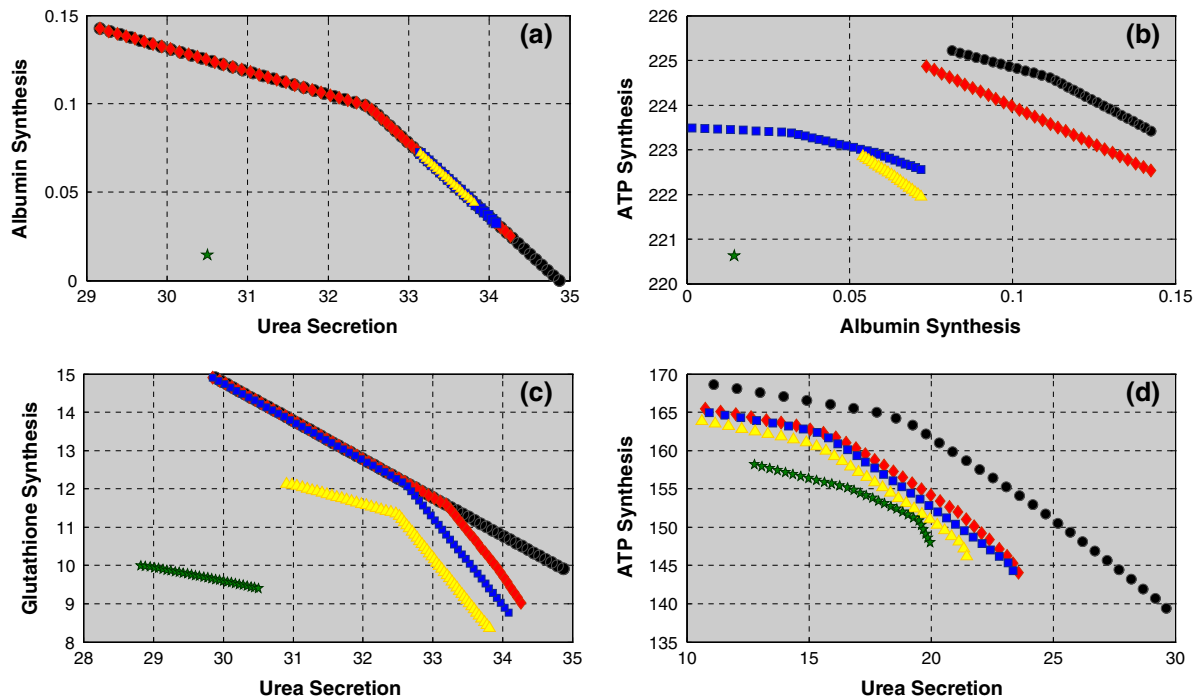 (a)
Albumin Synthesis
0.15
0.1
0.05
0
29 30 31 32 33 34 35
Urea Secretion
(b)
ATP Synthesis
226
225
224
223
222
221
220
0 0.05 0.1 0.15
Albumin Synthesis
(c)
Glutathione Synthesis
15
14
13
12
11
10
9
8
28 29 30 31 32 33 34 35
Urea Secretion
(d)
ATP Synthesis
170
165
160
155
150
145
140
135
10 15 20 25 30
Urea Secretion